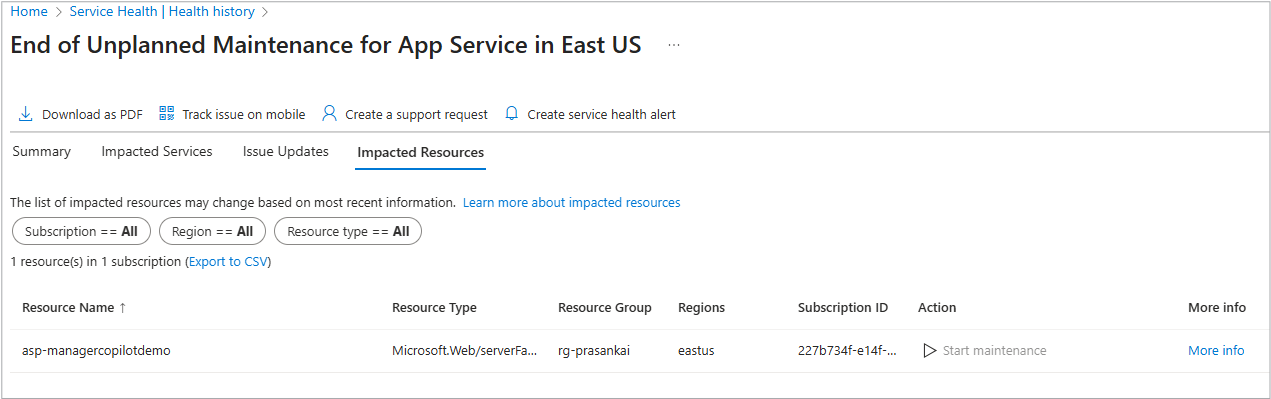 Home > Service Health | Health history >
End of Unplanned Maintenance for App Service in East US ...
Download as PDF Track issue on mobile Create a support request Create service health alert
Summary Impacted Services Issue Updates Impacted Resources
The list of impacted resources may change based on most recent information. Learn more about impacted resources
Subscription == All Region == All Resource type == All
1 resource(s) in 1 subscription (Export to CSV)
Resource Name ↑ Resource Type Resource Group Regions Subscription ID Action More info
asp-managercopilotdemo Microsoft.Web/serverFa... rg-prasankai eastus 227b734f-e14f-... Start maintenance More info